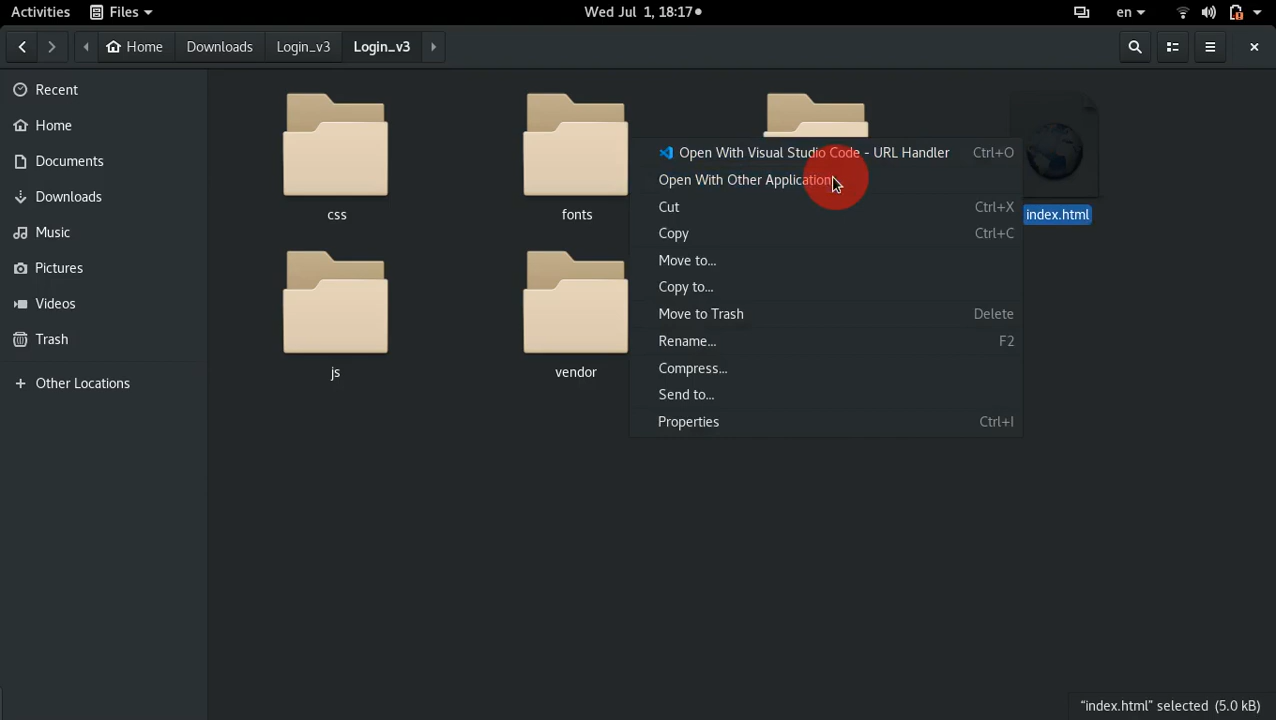 Activities Files Wed Jul 1, 18:17 en
Home Downloads Login_v3 Login_v3
Recent
Home
Documents
Downloads
Music
Pictures
Videos
Trash
+ Other Locations
css
fonts
index.html
js
vendor
Open With Visual Studio Code - URL Handler Ctrl+O
Open With Other Application
Cut Ctrl+X
Copy Ctrl+C
Move to...
Copy to...
Move to Trash Delete
Rename... F2
Compress...
Send to...
Properties Ctrl+I
“index.html” selected (5.0 kB)